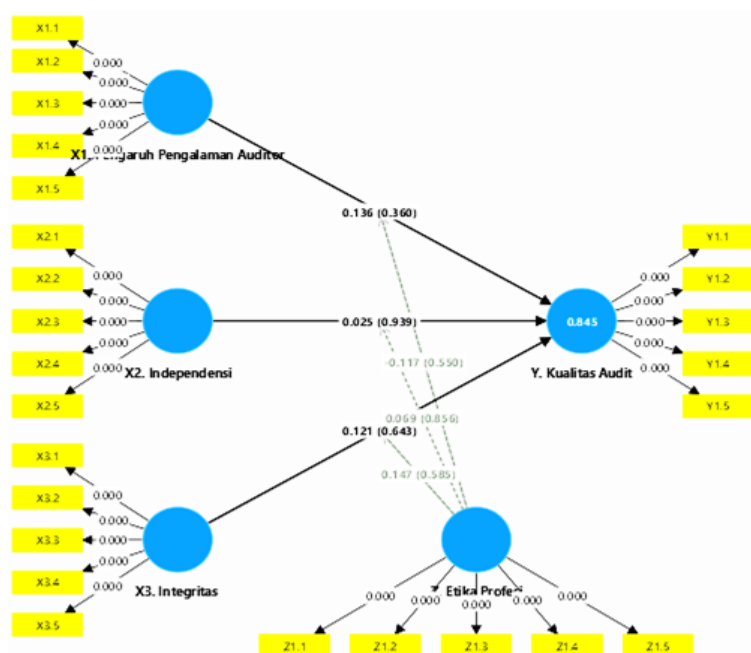 X1.1
X1.2
X1.3
X1.4
X1.5
0.000
0.000
0.000
0.000
0.000
Pengalaman Auditor
X2.1
X2.2
X2.3
X2.4
X2.5
0.000
0.000
0.000
0.000
0.000
X2. Independensi
X3.1
X3.2
X3.3
X3.4
X3.5
0.000
0.000
0.000
0.000
0.000
X3. Integritas
0.136 (0.360)
0.025 (0.939)
0.121 (0.643)
-0.117 (0.550)
0.069 (0.856)
0.147 (0.585)
0.845
Y. Kualitas Audit
Y1.1
Y1.2
Y1.3
Y1.4
Y1.5
0.000
0.000
0.000
0.000
0.000
Etika Profesi
0.000
0.000
0.000
0.000
0.000
Z1.1
Z1.2
Z1.3
Z1.4
Z1.5